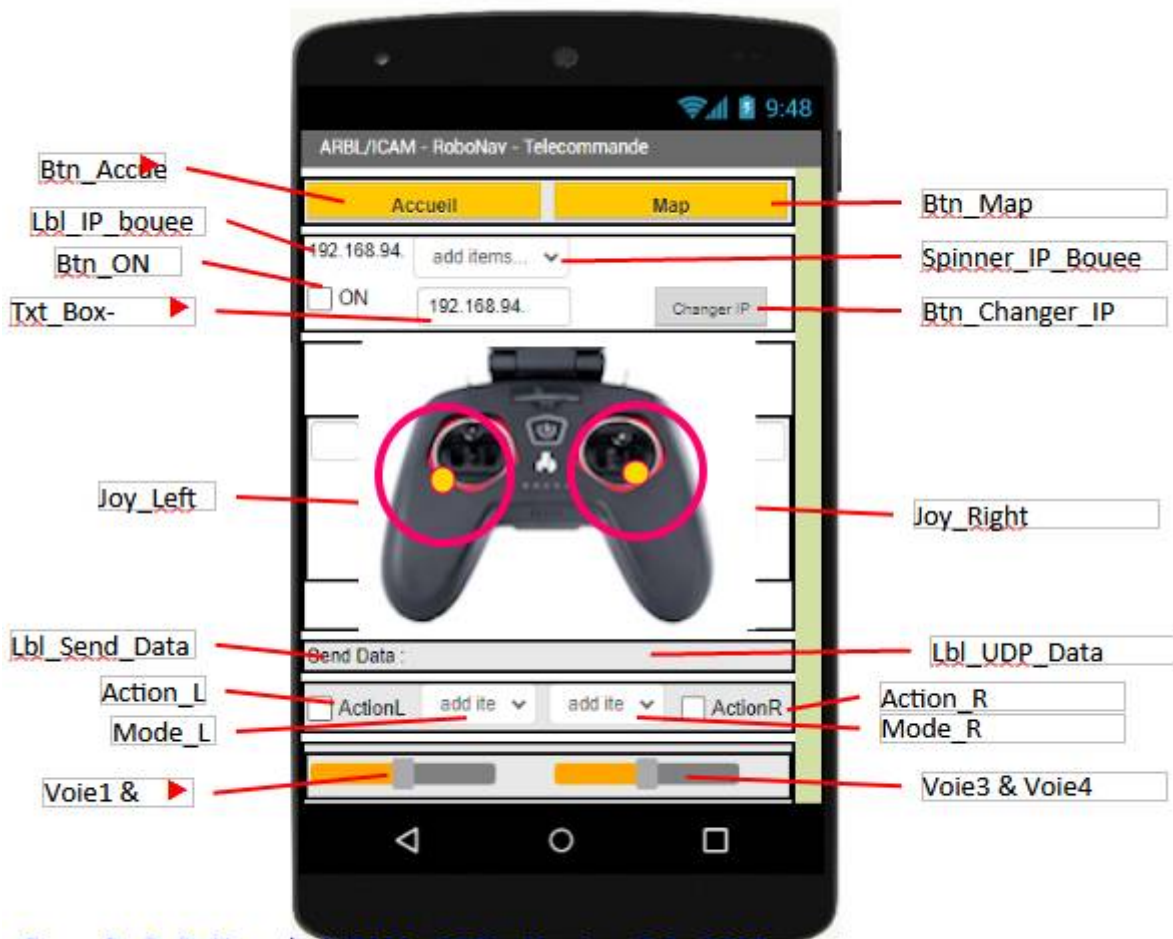 9:48
ARBL/ICAM - RoboNav - Telecommande
Btn_Accue
Accueil
Map
Btn_Map
Lbl_IP_bouee
192.168.94.
add items...
Spinner_IP_Bouee
Btn_ON
ON
Txt_Box-
192.168.94.
Changer IP
Btn_Changer_IP
Joy_Left
Joy_Right
Lbl_Send_Data
Send Data :
Lbl_UDP_Data
Action_L
ActionL
add ite
add ite
ActionR
Action_R
Mode_L
Mode_R
Voie1 &
Voie3 & Voie4